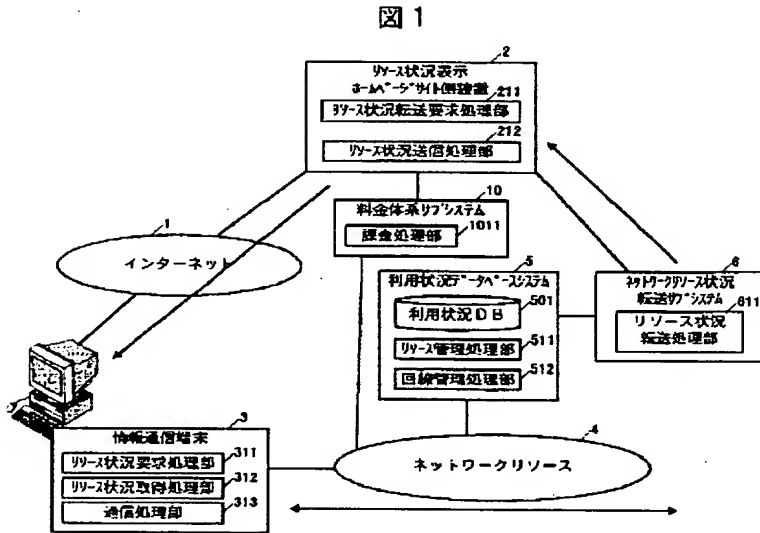 図1
2
リソース状況表示
ホームページサイト側装置
211
リソース状況転送要求処理部
212
リソース状況送信処理部
10
料金体系サブシステム
1011
課金処理部
1
インターネット
5
利用状況データベースシステム
501
利用状況DB
511
リソース管理処理部
512
回線管理処理部
6
ネットワークリソース状況
転送サブシステム
611
リソース状況
転送処理部
3
情報通信端末
311
リソース状況要求処理部
312
リソース状況取得処理部
313
通信処理部
4
ネットワークリソース